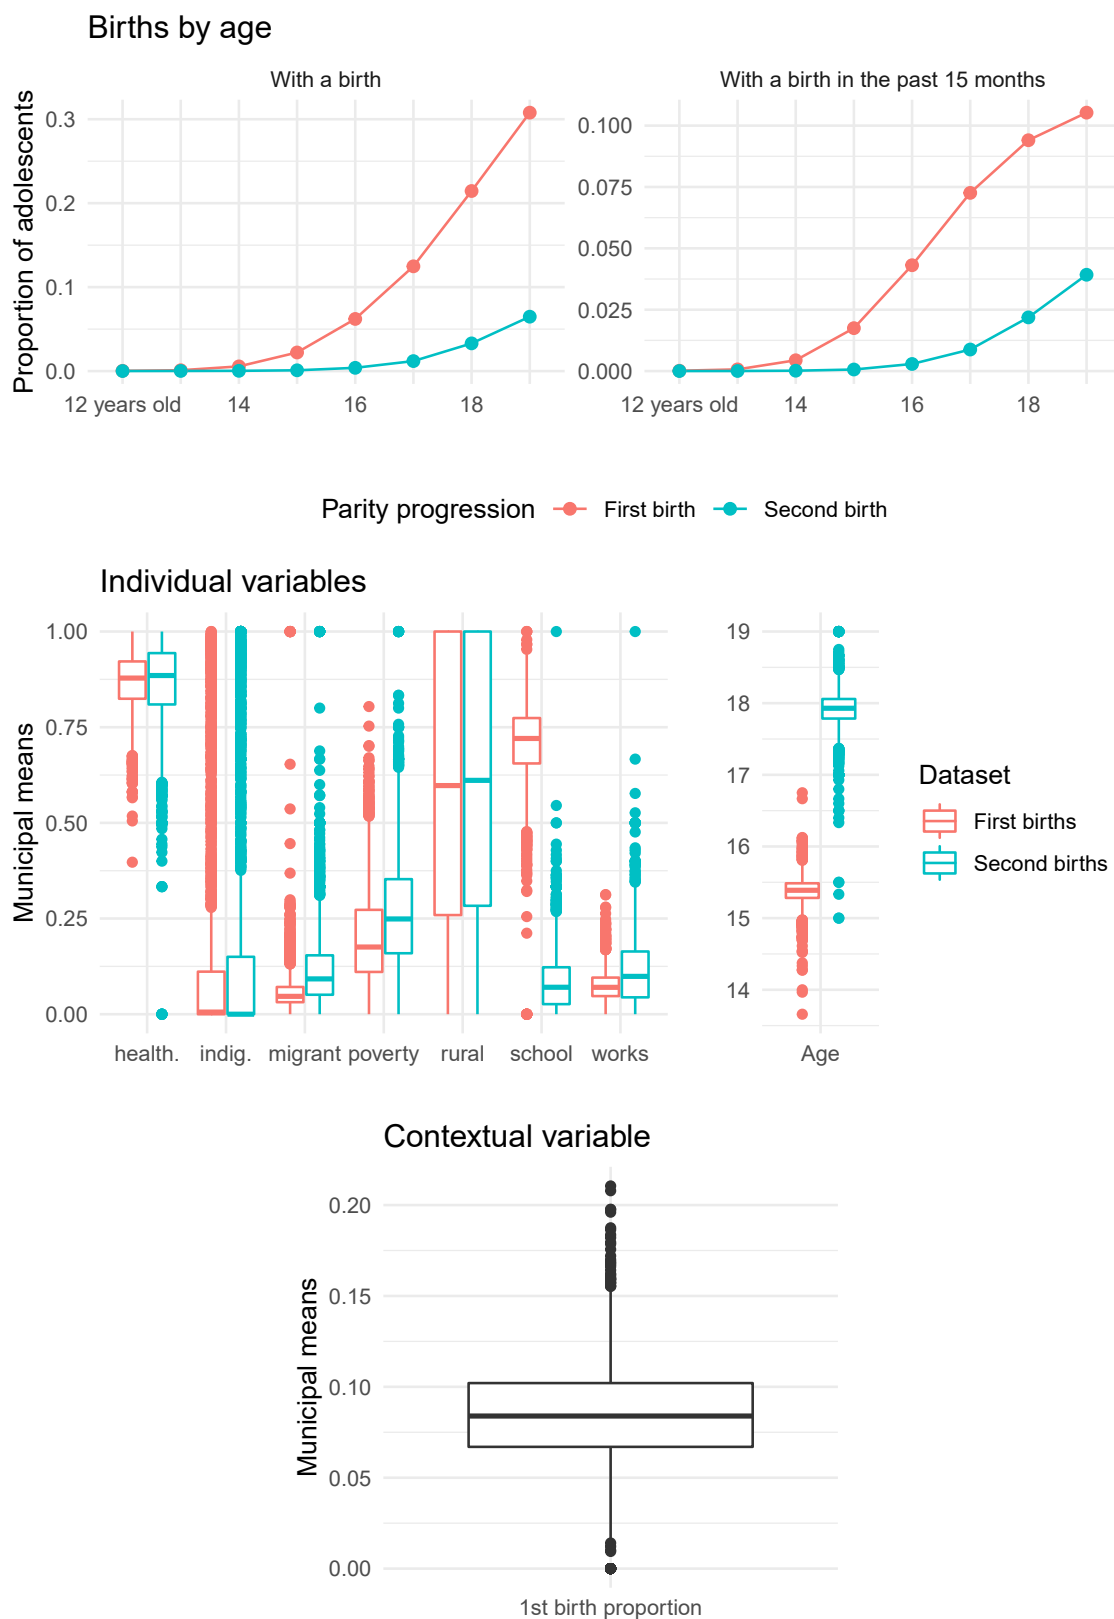 Births by age
With a birth
With a birth in the past 15 months
Proportion of adolescents
0.3
0.2
0.1
0.0
0.100
0.075
0.050
0.025
0.000
12 years old 14 16 18
12 years old 14 16 18
Parity progression First birth Second birth
Individual variables
Municipal means
1.00
0.75
0.50
0.25
0.00
health. indig. migrant poverty rural school works
19
18
17
16
15
14
Age
Dataset
First births
Second births
Contextual variable
Municipal means
0.20
0.15
0.10
0.05
0.00
1st birth proportion